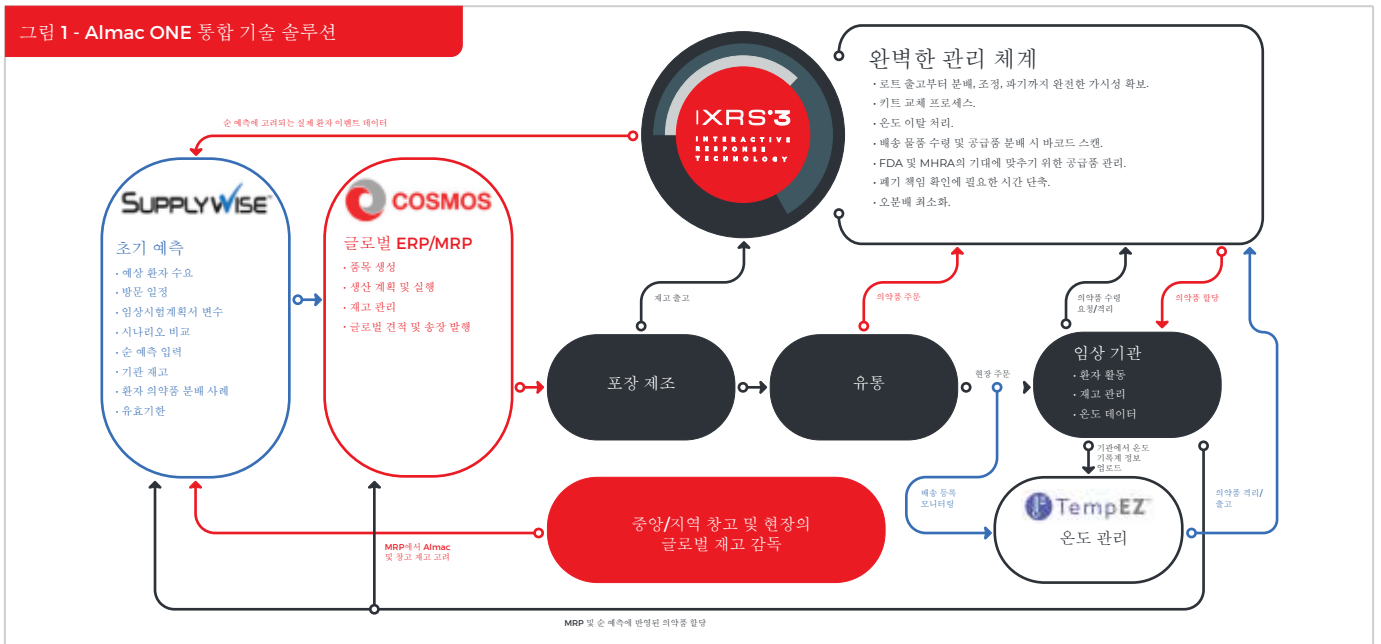 그림 1 - Almac ONE 통합 기술 솔루션
IXRS®3
INTERACTIVE
RESPONSE
TECHNOLOGY
완벽한 관리 체계
· 로트 출고부터 분배, 조정, 파기까지 완전한 가시성 확보.
· 키트 교체 프로세스.
· 온도 이탈 처리.
· 배송 물품 수령 및 공급품 분배 시 바코드 스캔.
· FDA 및 MHRA의 기대에 맞추기 위한 공급품 관리.
· 폐기 책임 확인에 필요한 시간 단축.
· 오분배 최소화.
순 예측에 고려되는 실제 환자 이벤트 데이터
SUPPLYWISE™
초기 예측
· 예상 환자 수요
· 방문 일정
· 임상시험계획서 변수
· 시나리오 비교
· 순 예측 입력
· 기관 재고
· 환자 의약품 분배 사례
· 유효기한
COSMOS
글로벌 ERP/MRP
· 품목 생성
· 생산 계획 및 실행
· 재고 관리
· 글로벌 견적 및 송장 발행
재고 출고
의약품 주문
의약품 수령
요청/격리
의약품 할당
포장 제조
유통
현장 주문
임상 기관
· 환자 활동
· 재고 관리
· 온도 데이터
기관에서 온도
기록계 정보
업로드
배송 등록
모니터링
의약품 격리/
출고
TempEZ™
온도 관리
중앙/지역 창고 및 현장의
글로벌 재고 감독
MRP에서 Almac
및 창고 재고 고려
MRP 및 순 예측에 반영된 의약품 할당